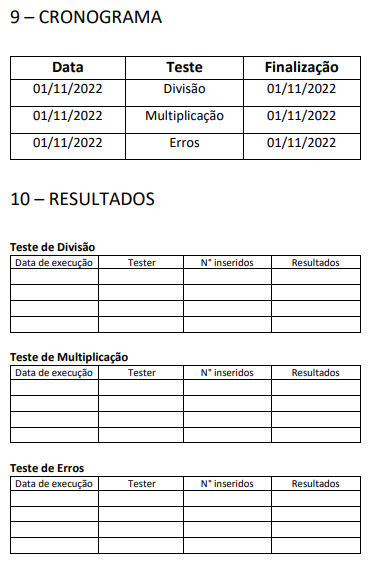 9 – CRONOGRAMA
Data Teste Finalização
01/11/2022 Divisão 01/11/2022
01/11/2022 Multiplicação 01/11/2022
01/11/2022 Erros 01/11/2022
10 – RESULTADOS
Teste de Divisão
Data de execução Tester N° inseridos Resultados
Teste de Multiplicação
Data de execução Tester N° inseridos Resultados
Teste de Erros
Data de execução Tester N° inseridos Resultados